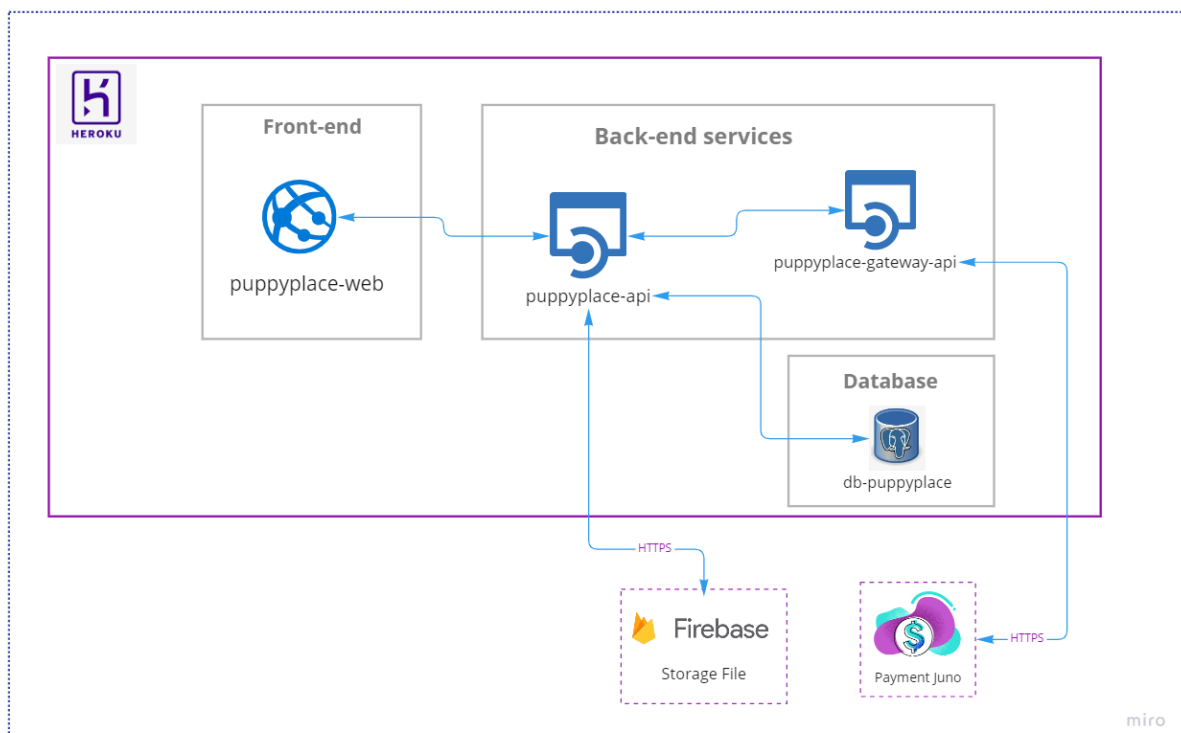 HEROKU
Front-end
Back-end services
puppyplace-web
puppyplace-api
puppyplace-gateway-api
Database
db-puppyplace
HTTPS
Firebase
Storage File
HTTPS
Payment Juno
miro